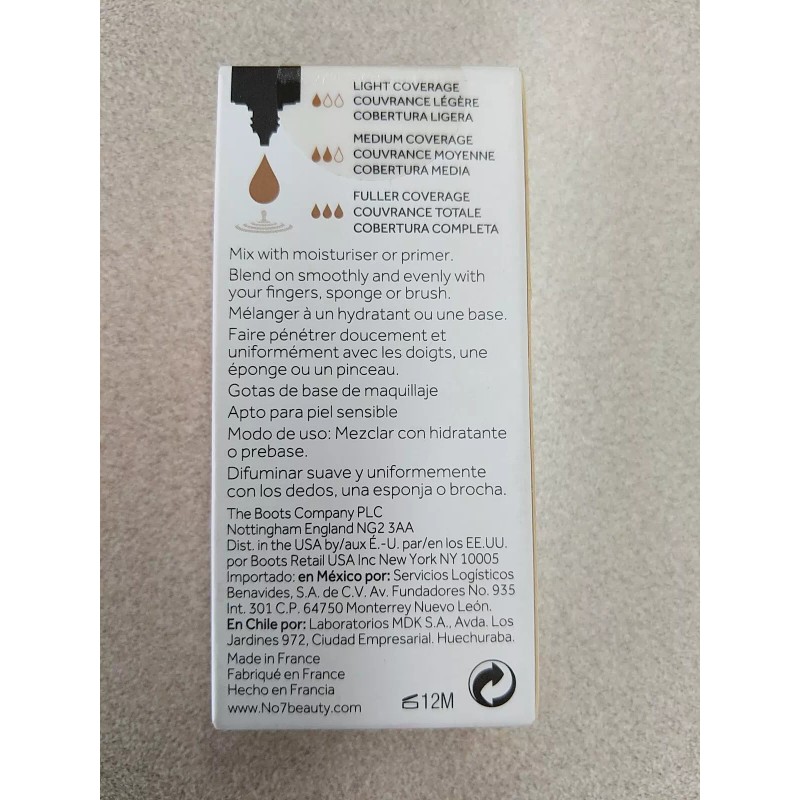 LIGHT COVERAGE
COUVRANCE LÉGÈRE
COBERTURA LIGERA
MEDIUM COVERAGE
COUVRANCE MOYENNE
COBERTURA MEDIA
FULLER COVERAGE
COUVRANCE TOTALE
COBERTURA COMPLETA
Mix with moisturiser or primer.
Blend on smoothly and evenly with
your fingers, sponge or brush.
Mélanger à un hydratant ou une base.
Faire pénétrer doucement et
uniformément avec les doigts, une
éponge ou un pinceau.
Gotas de base de maquillaje
Apto para piel sensible
Modo de uso: Mezclar con hidratante
o prebase.
Difuminar suave y uniformemente
con los dedos, una esponja o brocha.
The Boots Company PLC
Nottingham England NG2 3AA
Dist. in the USA by/aux É.-U. par/en los EE.UU.
por Boots Retail USA Inc New York NY 10005
Importado: en México por: Servicios Logísticos
Benavides, S.A. de C.V. Av. Fundadores No. 935
Int. 301 C.P. 64750 Monterrey Nuevo León.
En Chile por: Laboratorios MDK S.A., Avda. Los
Jardines 972, Ciudad Empresarial. Huechuraba.
Made in France
Fabriqué en France
Hecho en Francia
www.No7beauty.com
12M